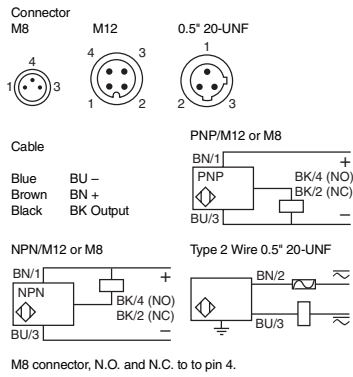 Connector
M8 M12 0.5" 20-UNF
4
1 3
4 3
1 2
1
2 3
Cable
Blue BU –
Brown BN +
Black BK Output
PNP/M12 or M8
BN/1 +
PNP BK/4 (NO)
BK/2 (NC)
BU/3 –
NPN/M12 or M8
BN/1 +
NPN BK/4 (NO)
BK/2 (NC)
BU/3 –
Type 2 Wire 0.5" 20-UNF
BN/2
BU/3
M8 connector, N.O. and N.C. to to pin 4.